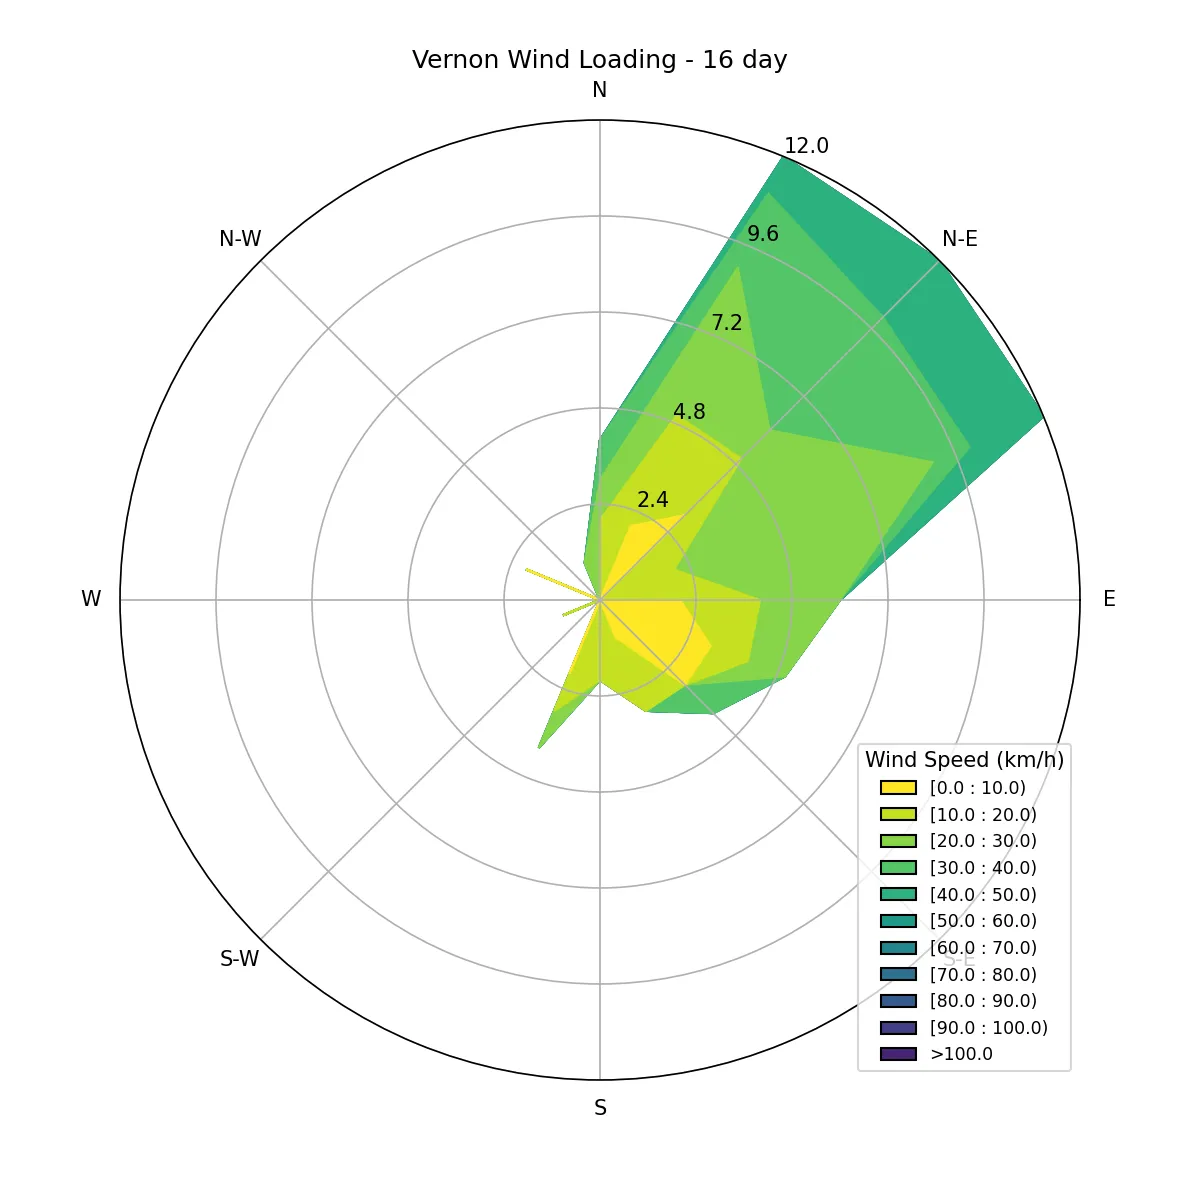 Vernon Wind Loading - 16 day
N
12.0
9.6
N-W
N-E
7.2
4.8
2.4
W
E
Wind Speed (km/h)
[0.0 : 10.0)
[10.0 : 20.0)
[20.0 : 30.0)
[30.0 : 40.0)
[40.0 : 50.0)
[50.0 : 60.0)
[60.0 : 70.0)
[70.0 : 80.0)
[80.0 : 90.0)
[90.0 : 100.0)
>100.0
S-W
S-E
S